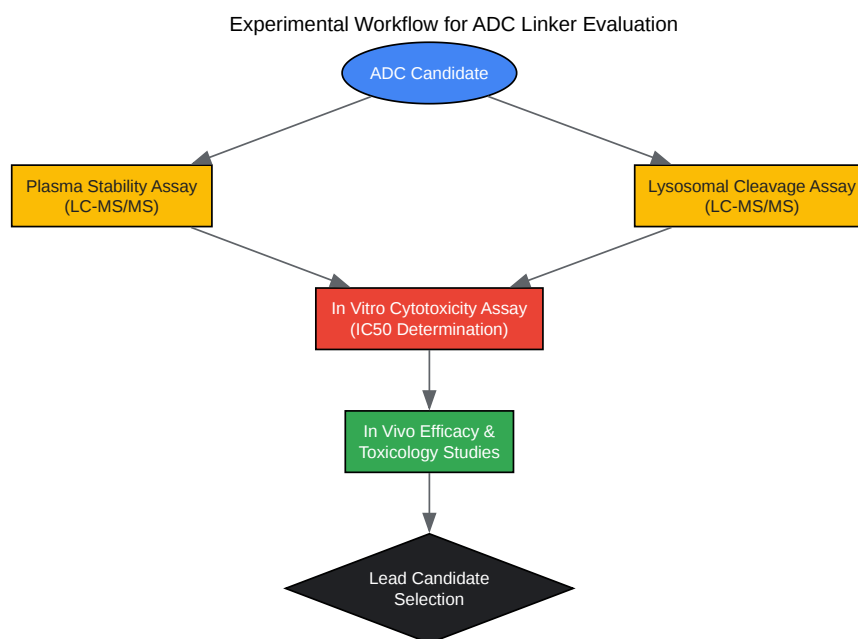 Experimental Workflow for ADC Linker Evaluation
ADC Candidate
Plasma Stability Assay
(LC-MS/MS)
Lysosomal Cleavage Assay
(LC-MS/MS)
In Vitro Cytotoxicity Assay
(IC50 Determination)
In Vivo Efficacy &
Toxicology Studies
Lead Candidate
Selection